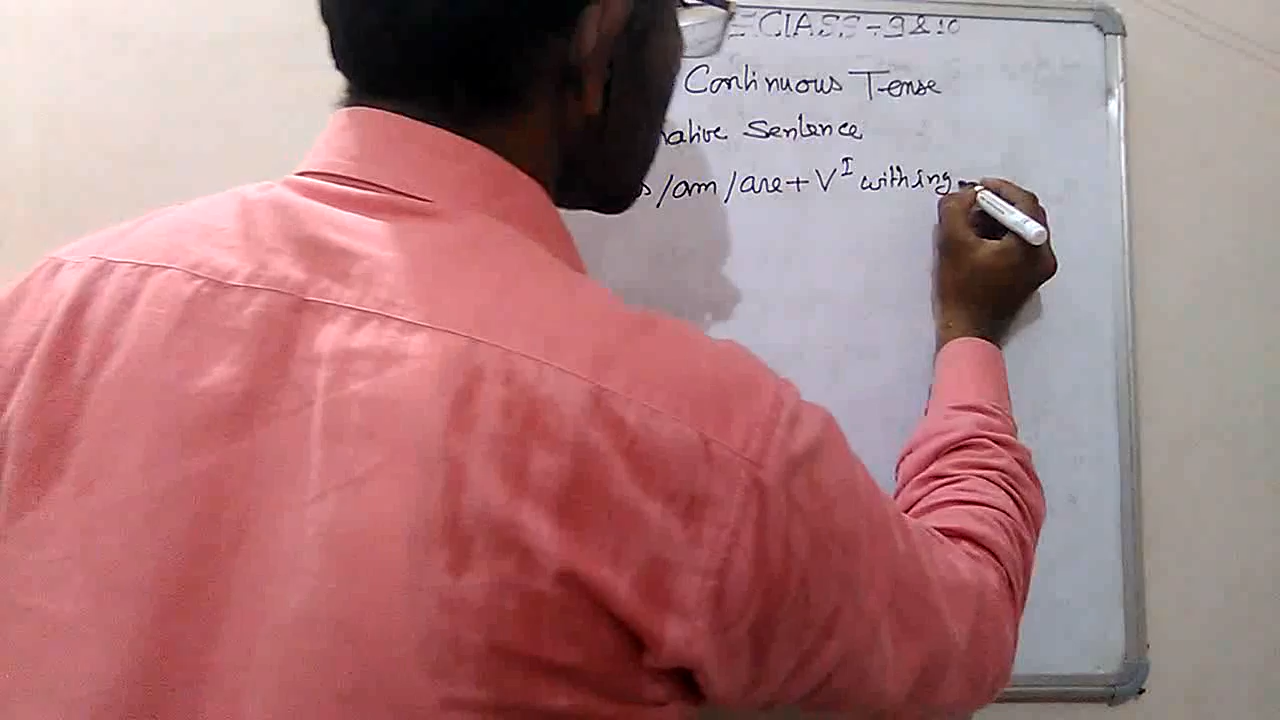 CLASS - 9 & 10
Continuous Tense
Sentence
/am /are + V I with ing